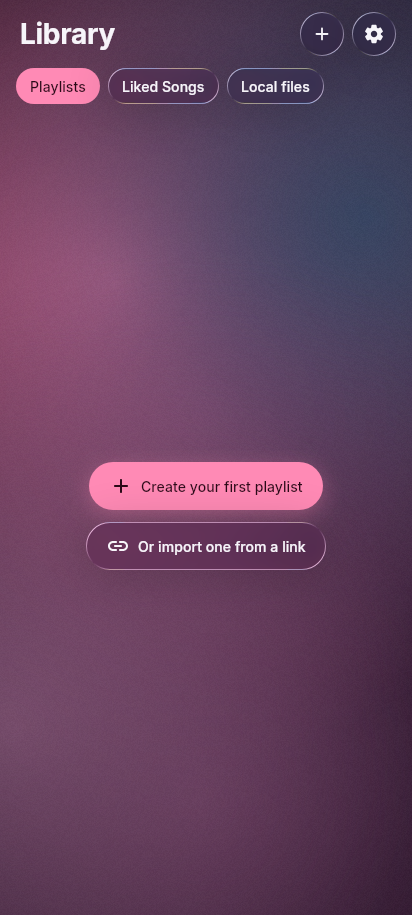 Library
Playlists
Liked Songs
Local files
Create your first playlist
Or import one from a link